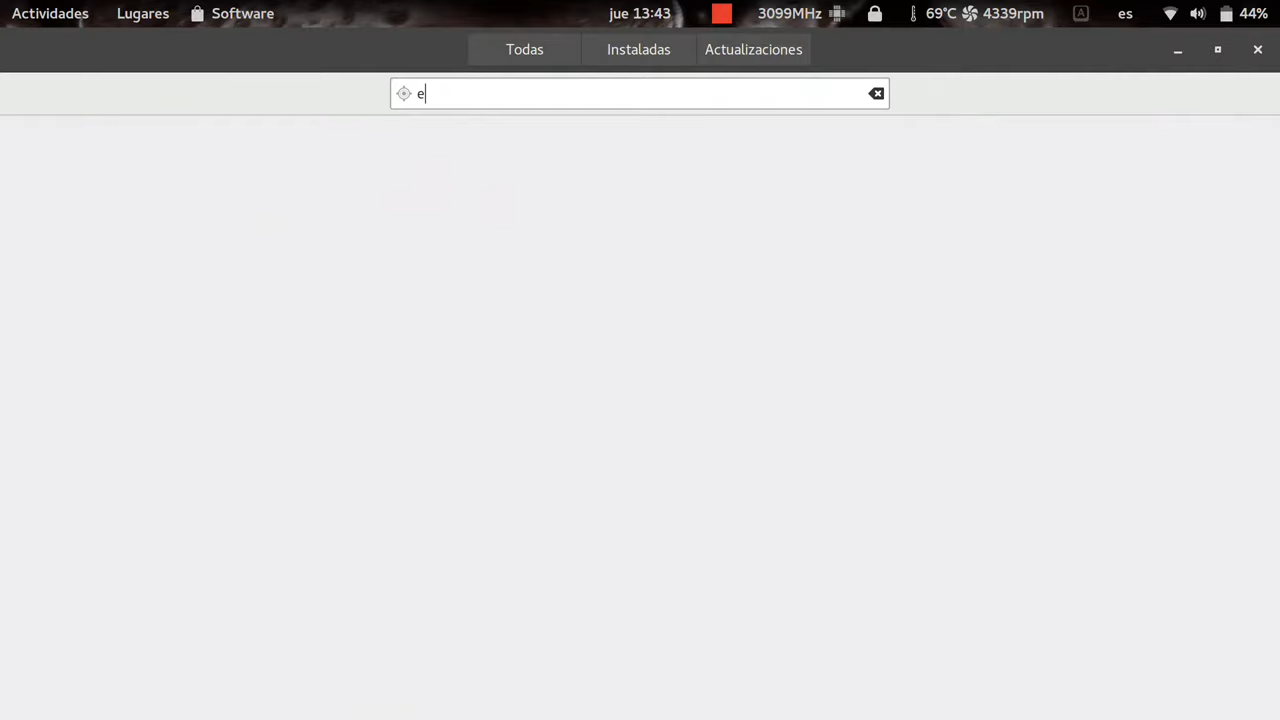 Actividades Lugares Software jue 13:43 3099MHz 69°C 4339rpm A es 44%
Todas Instaladas Actualizaciones
e